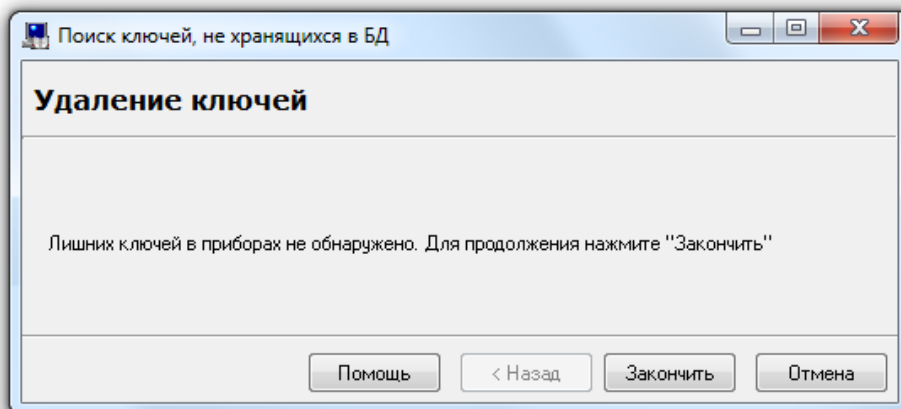 Поиск ключей, не хранящихся в БД
Удаление ключей
Лишних ключей в приборах не обнаружено. Для продолжения нажмите "Закончить"
Помощь < Назад Закончить Отмена